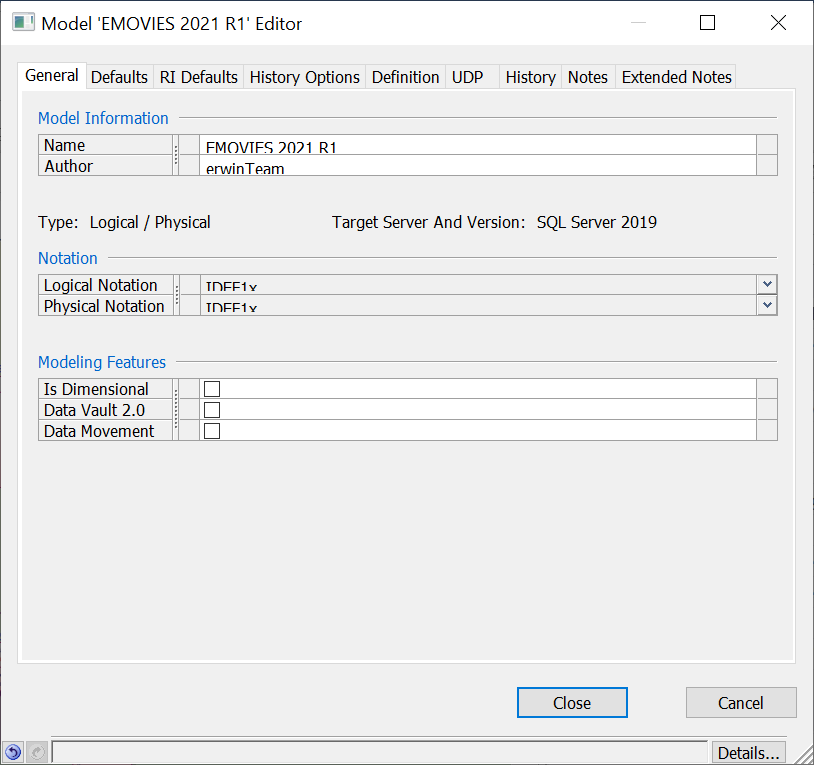 Model 'EMOVIES 2021 R1' Editor
General Defaults RI Defaults History Options Definition UDP History Notes Extended Notes
Model Information
Name EMOVIES 2021 R1
Author erwinTeam
Type: Logical / Physical Target Server And Version: SQL Server 2019
Notation
Logical Notation IDEF1x
Physical Notation IDEF1x
Modeling Features
Is Dimensional
Data Vault 2.0
Data Movement
Close Cancel
Details...